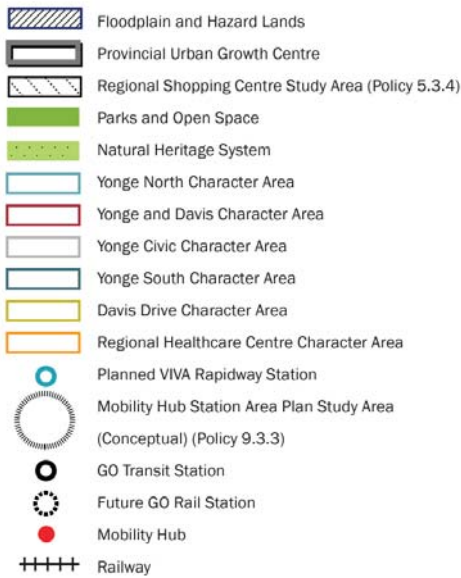 Floodplain and Hazard Lands
Provincial Urban Growth Centre
Regional Shopping Centre Study Area (Policy 5.3.4)
Parks and Open Space
Natural Heritage System
Yonge North Character Area
Yonge and Davis Character Area
Yonge Civic Character Area
Yonge South Character Area
Davis Drive Character Area
Regional Healthcare Centre Character Area
Planned VIVA Rapidway Station
Mobility Hub Station Area Plan Study Area
(Conceptual) (Policy 9.3.3)
GO Transit Station
Future GO Rail Station
Mobility Hub
Railway